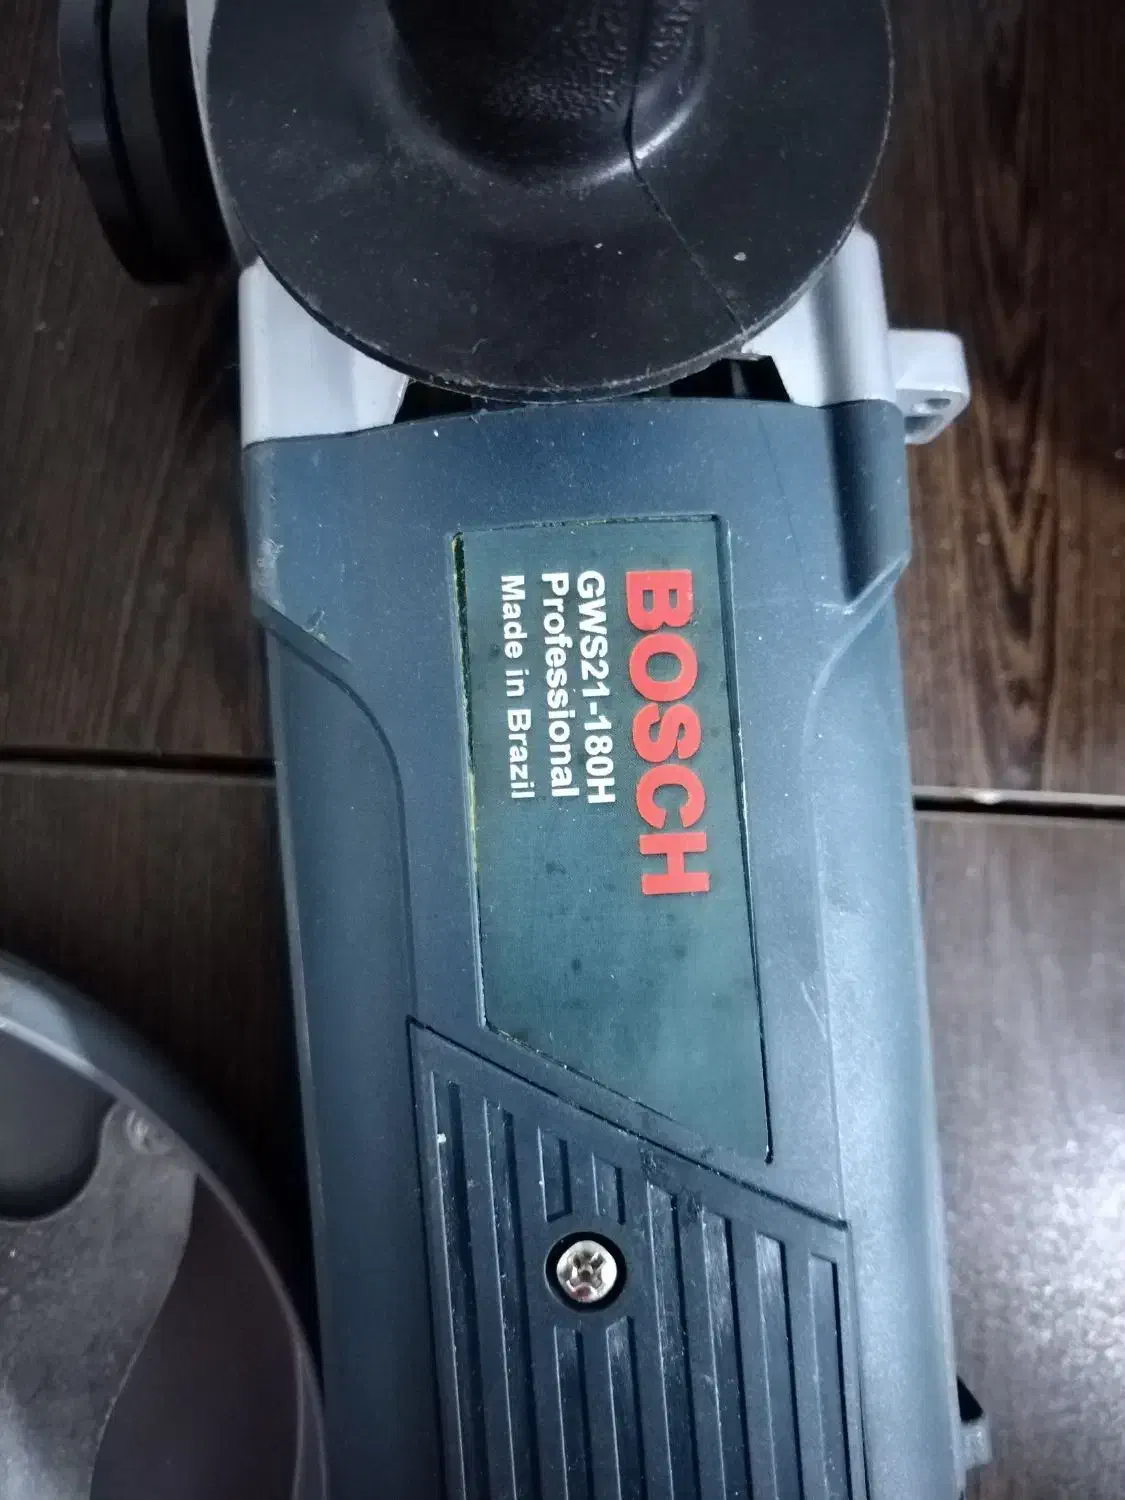 BOSCH
GWS21-180H
Professional
Made in Brazil